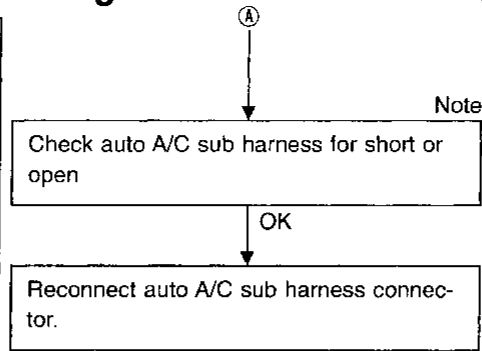 Ⓐ
Note
Check auto A/C sub harness for short or
open
OK
Reconnect auto A/C sub harness connec-
tor.